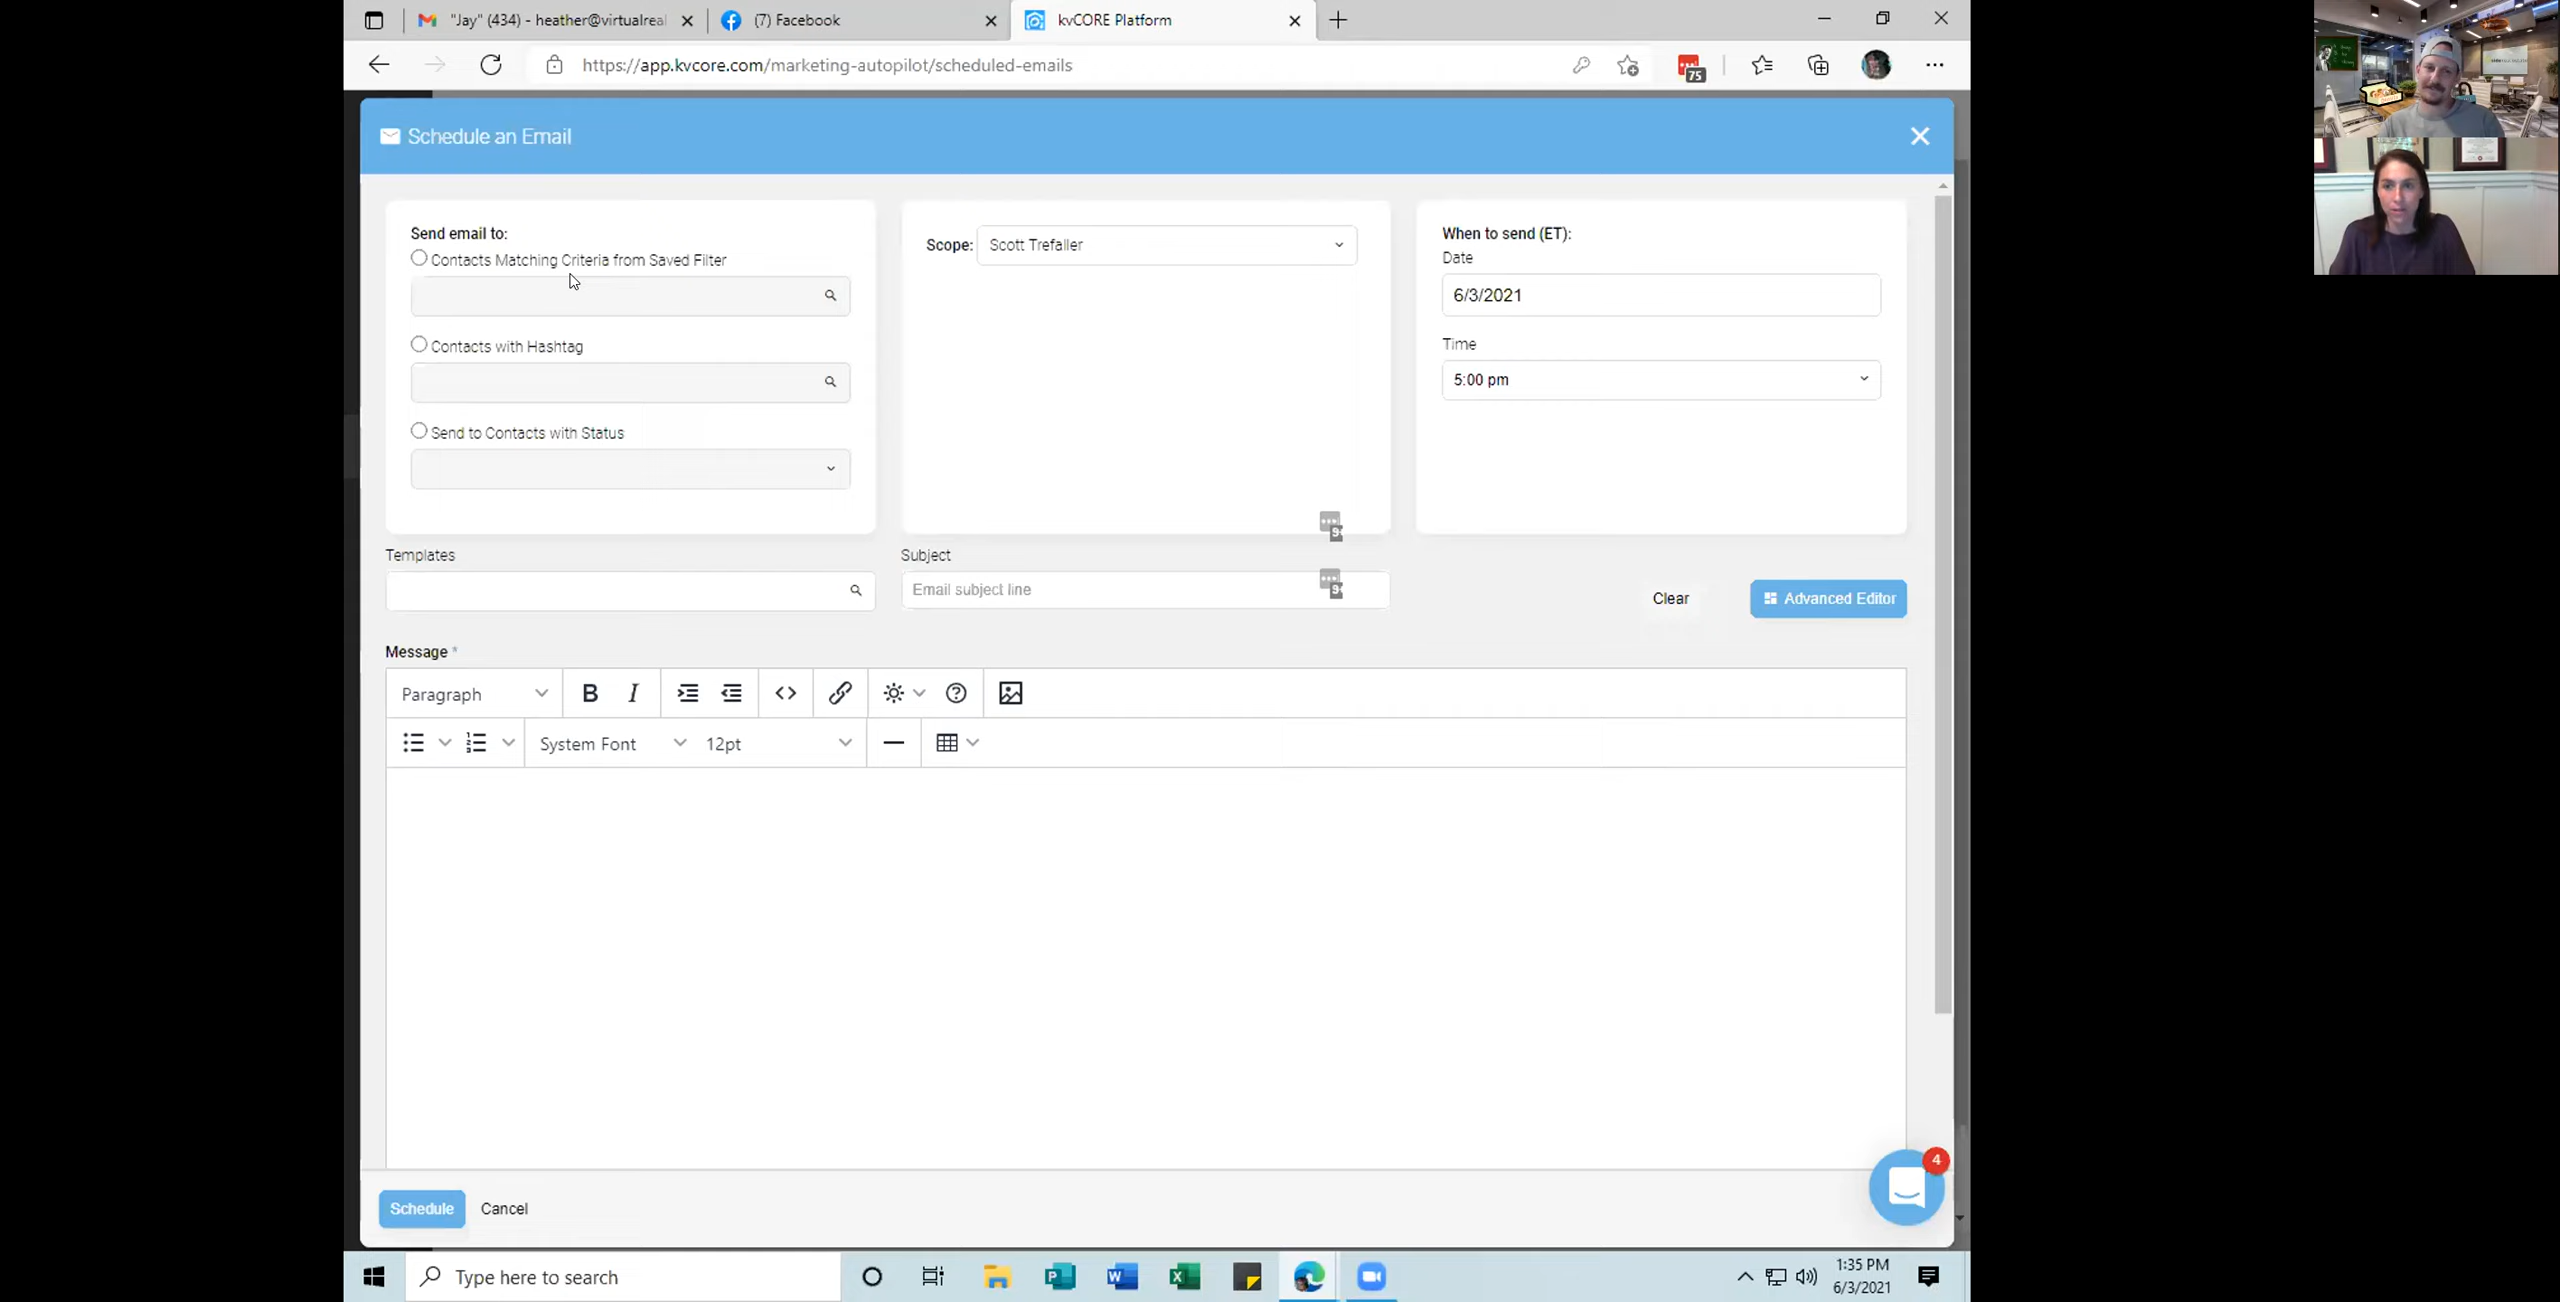 "Jay" (434) - heather@virtualreal
(7) Facebook
kvCORE Platform
https://app.kvcore.com/marketing-autopilot/scheduled-emails
75
Schedule an Email
Send email to:
Contacts Matching Criteria from Saved Filter
Contacts with Hashtag
Send to Contacts with Status
Scope: Scott Trefaller
When to send (ET):
Date
6/3/2021
Time
5:00 pm
9
Templates
Subject
Email subject line
9
Clear
Advanced Editor
Message *
Paragraph
B I
System Font
12pt
4
Schedule
Cancel
Type here to search
1:35 PM
6/3/2021